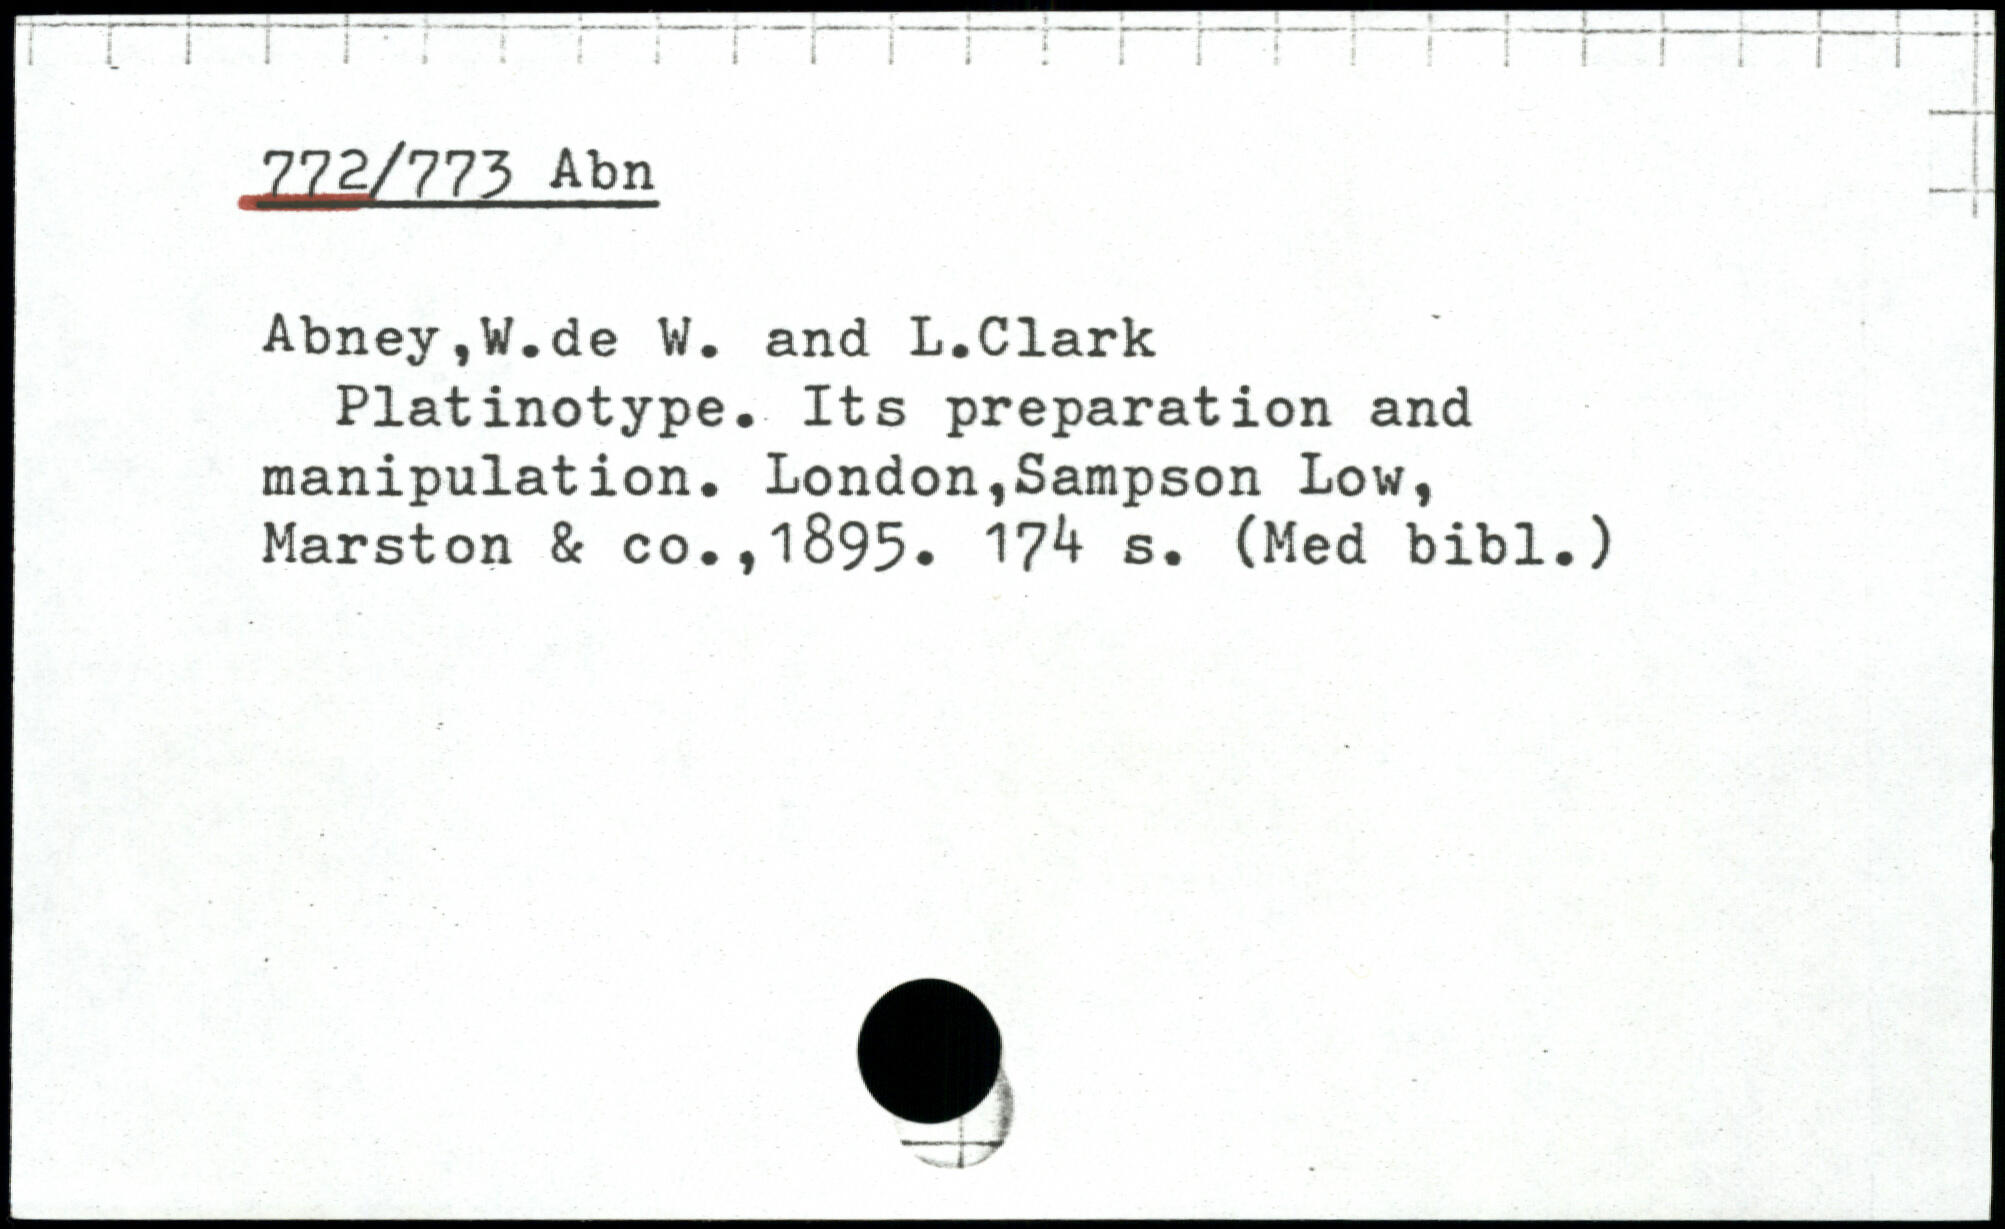 772/773 Abn
Abney,W.de W. and L.Clark
Platinotype. Its preparation and
manipulation. London,Sampson Low,
Marston & co.,1895. 174 s. (Med bibl.)